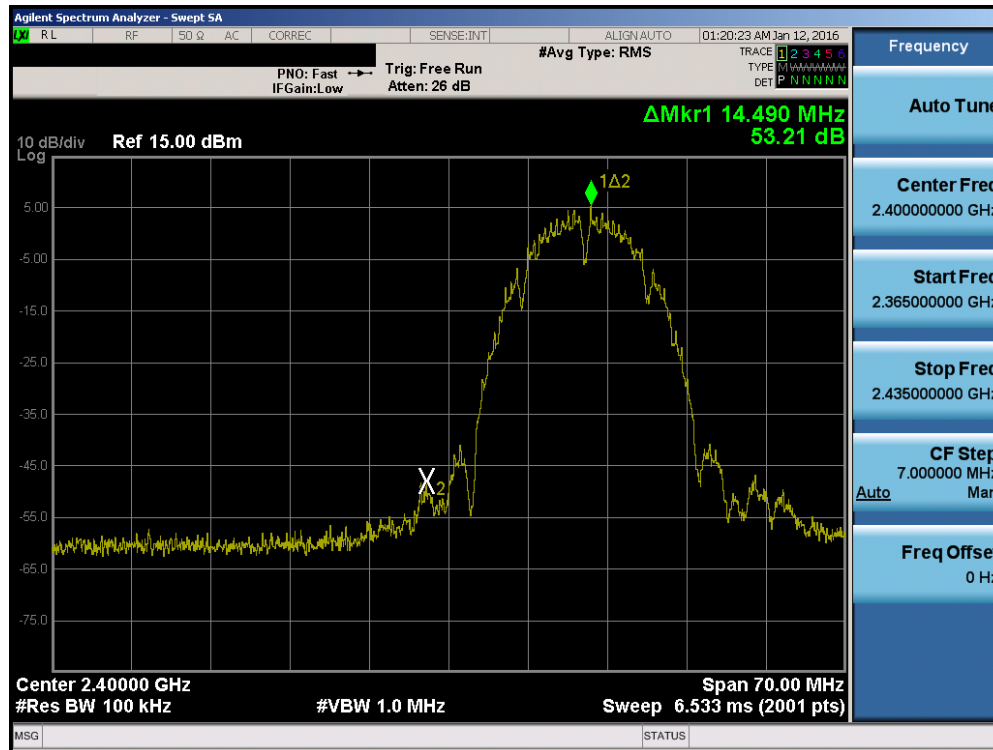 Agilent Spectrum Analyzer - Swept SA
LXI RL RF 50 Ω AC CORREC SENSE:INT ALIGN AUTO 01:20:23 AM Jan 12, 2016
PNO: Fast
IFGain:Low
Trig: Free Run
Atten: 26 dB
#Avg Type: RMS
TRACE 1 2 3 4 5 6
TYPE M
DET P N N N N N
ΔMkr1 14.490 MHz
53.21 dB
10 dB/div Ref 15.00 dBm
Log
1Δ2
5.00
-5.00
-15.0
-25.0
-35.0
-45.0
X2
-55.0
-65.0
-75.0
Center 2.40000 GHz Span 70.00 MHz
#Res BW 100 kHz #VBW 1.0 MHz Sweep 6.533 ms (2001 pts)
MSG STATUS
Frequency
Auto Tune
Center Freq
2.400000000 GHz
Start Freq
2.365000000 GHz
Stop Freq
2.435000000 GHz
CF Step
7.000000 MHz
Auto Man
Freq Offset
0 Hz